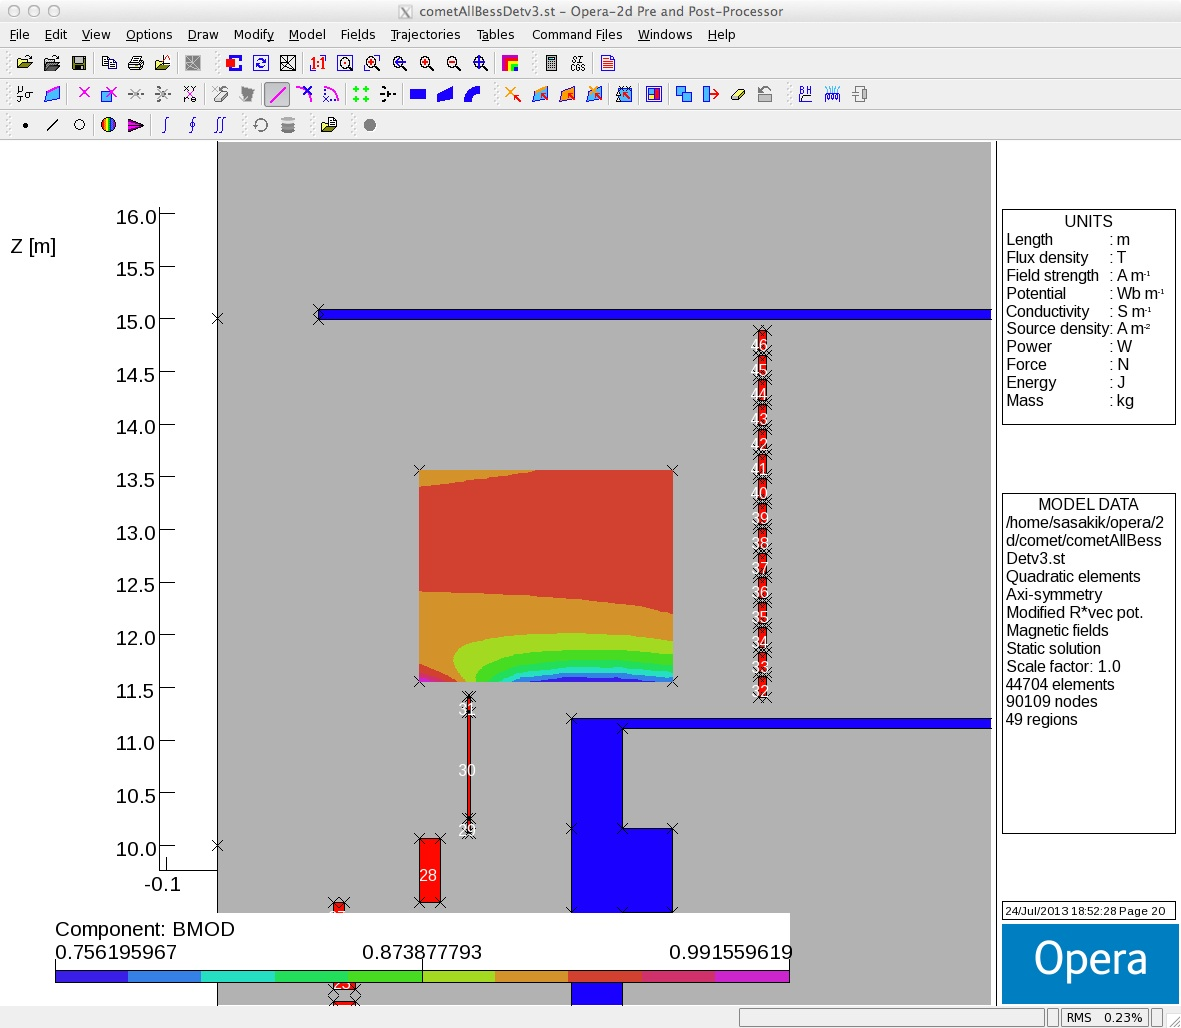 cometAllBessDetv3.st - Opera-2d Pre and Post-Processor
File Edit View Options Draw Modify Model Fields Trajectories Tables Command Files Windows Help
1:1
SI CGS
BH
Z [m]
16.0
15.5
15.0
14.5
14.0
13.5
13.0
12.5
12.0
11.5
11.0
10.5
10.0
-0.1
46
45
44
43
42
41
40
39
38
37
36
35
34
33
32
31
30
29
28
23
UNITS
Length : m
Flux density : T
Field strength : A m⁻¹
Potential : Wb m⁻¹
Conductivity : S m⁻¹
Source density: A m⁻²
Power : W
Force : N
Energy : J
Mass : kg
MODEL DATA
/home/sasakik/opera/2
d/comet/cometAllBess
Detv3.st
Quadratic elements
Axi-symmetry
Modified R*vec pot.
Magnetic fields
Static solution
Scale factor: 1.0
44704 elements
90109 nodes
49 regions
24/Jul/2013 18:52:28 Page 20
Opera
Component: BMOD
0.756195967 0.873877793 0.991559619
RMS 0.23%